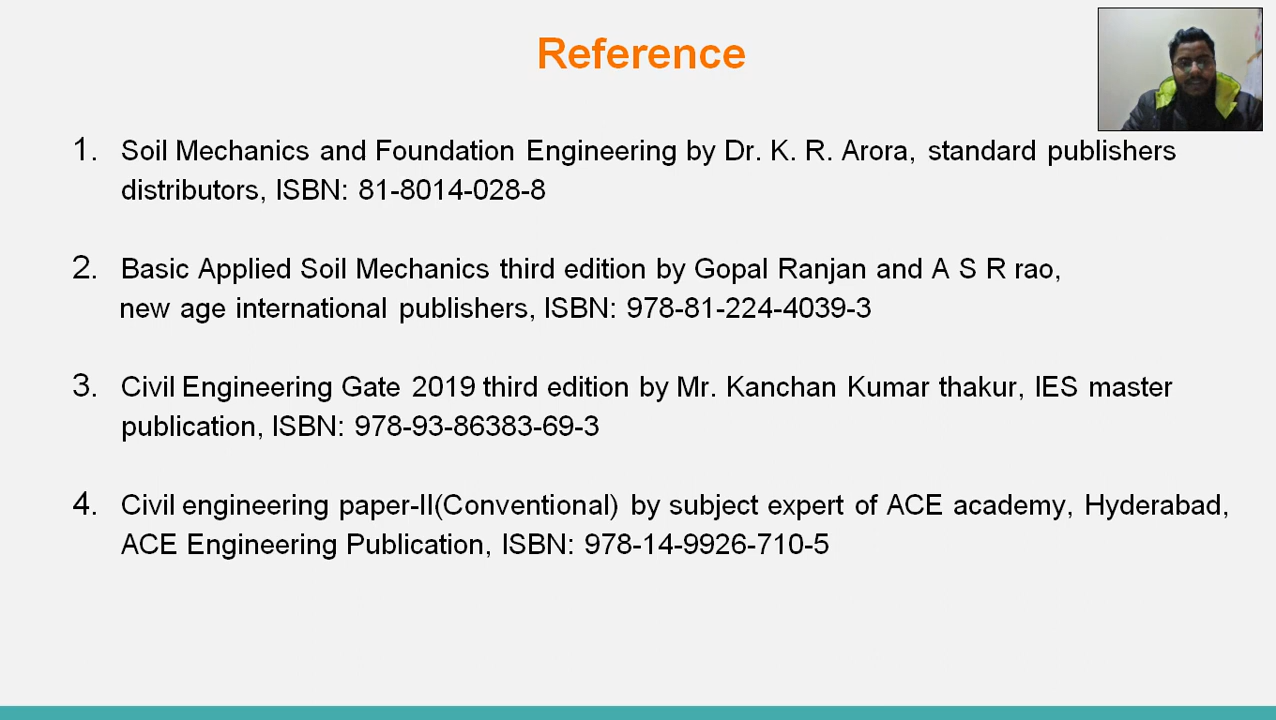 Reference
1. Soil Mechanics and Foundation Engineering by Dr. K. R. Arora, standard publishers
distributors, ISBN: 81-8014-028-8
2. Basic Applied Soil Mechanics third edition by Gopal Ranjan and A S R rao,
new age international publishers, ISBN: 978-81-224-4039-3
3. Civil Engineering Gate 2019 third edition by Mr. Kanchan Kumar thakur, IES master
publication, ISBN: 978-93-86383-69-3
4. Civil engineering paper-II(Conventional) by subject expert of ACE academy, Hyderabad,
ACE Engineering Publication, ISBN: 978-14-9926-710-5